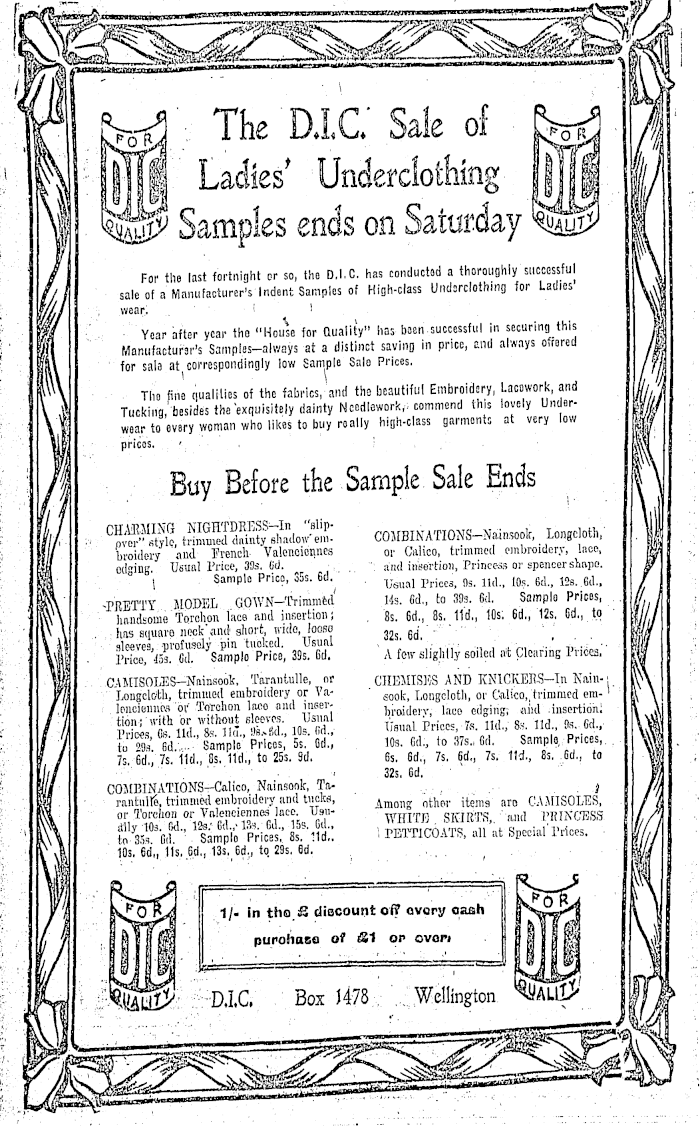 The D.I.C. Sale of
Ladies' Underclothing
Samples ends on Saturday
FOR
DIC
QUALITY
FOR
DIC
QUALITY
For the last fortnight or so, the D.I.C. has conducted a thoroughly successful
sale of a Manufacturer's Indent Samples of High-class Underclothing for Ladies'
wear.
Year after year the "House for Quality" has been successful in securing this
Manufacturer's Samples—always at a distinct saving in price, and always offered
for sale at correspondingly low Sample Sale Prices.
The fine qualities of the fabrics, and the beautiful Embroidery, Lacework, and
Tucking, besides the exquisitely dainty Needlework, commend this lovely Under-
wear to every woman who likes to buy really high-class garments at very low
prices.
Buy Before the Sample Sale Ends
CHARMING NIGHTDRESS—In "slip-
over" style, trimmed dainty shadow em-
broidery and French Valenciennes
edging. Usual Price, 39s. 6d.
Sample Price, 35s. 6d.
PRETTY MODEL GOWN—Trimmed
handsome Torchon lace and insertion;
has square neck and short, wide, loose
sleeves, profusely pin tucked. Usual
Price, 45s. 6d. Sample Price, 39s. 6d.
CAMISOLES—Nainsook, Tarantulle, or
Longcloth, trimmed embroidery or Va-
lenciennes or Torchon lace and inser-
tion; with or without sleeves. Usual
Prices, 6s. 11d., 8s. 11d., 9s. 6d., 10s. 6d.,
to 29s. 6d. Sample Prices, 5s. 6d.,
7s. 6d., 7s. 11d., 8s. 11d., to 25s. 9d.
COMBINATIONS—Calico, Nainsook, Ta-
rantulle, trimmed embroidery and tucks,
or Torchon or Valenciennes lace. Usu-
ally 10s. 6d., 12s. 6d., 13s. 6d., 15s. 6d.,
to 35s. 6d. Sample Prices, 8s. 11d.,
10s. 6d., 11s. 6d., 13s. 6d., to 29s. 6d.
COMBINATIONS—Nainsook, Longcloth,
or Calico, trimmed embroidery, lace,
and insertion, Princess or spencer shape.
Usual Prices, 9s. 11d., 10s. 6d., 12s. 6d.,
14s. 6d., to 39s. 6d. Sample Prices,
8s. 6d., 8s. 11d., 10s. 6d., 12s. 6d., to
32s. 6d.
A few slightly soiled at Clearing Prices.
CHEMISES AND KNICKERS—In Nain-
sook, Longcloth, or Calico, trimmed em-
broidery, lace edging, and insertion.
Usual Prices, 7s. 11d., 8s. 11d., 9s. 6d.,
10s. 6d., to 37s. 6d. Sample Prices,
6s. 6d., 7s. 6d., 7s. 11d., 8s. 6d., to
32s. 6d.
Among other items are CAMISOLES,
WHITE SKIRTS, and PRINCESS
PETTICOATS, all at Special Prices.
FOR
DIC
QUALITY
1/- in the £ discount off every cash
purchase of £1 or over.
FOR
DIC
QUALITY
D.I.C. Box 1478 Wellington